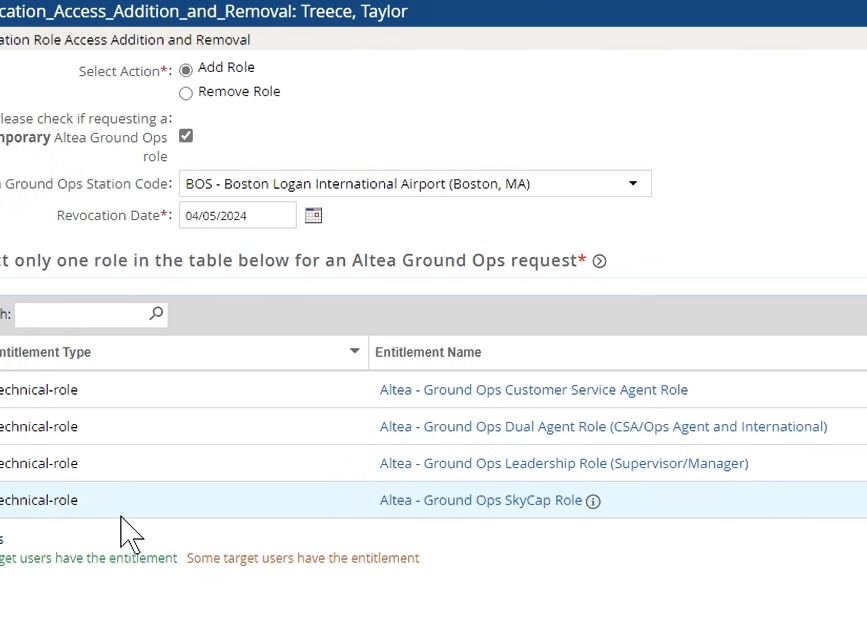 cation_Access_Addition_and_Removal: Treece, Taylor
ation Role Access Addition and Removal
Select Action*: Add Role
Remove Role
lease check if requesting a:
mporary Altea Ground Ops
role
a Ground Ops Station Code: BOS - Boston Logan International Airport (Boston, MA)
Revocation Date*: 04/05/2024
ct only one role in the table below for an Altea Ground Ops request*
h:
ntitlement Type Entitlement Name
echnical-role Altea - Ground Ops Customer Service Agent Role
echnical-role Altea - Ground Ops Dual Agent Role (CSA/Ops Agent and International)
echnical-role Altea - Ground Ops Leadership Role (Supervisor/Manager)
echnical-role Altea - Ground Ops SkyCap Role
s
get users have the entitlement Some target users have the entitlement